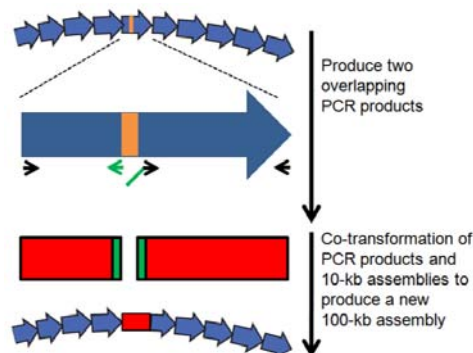 Produce two
overlapping
PCR products
Co-transformation of
PCR products and
10-kb assemblies to
produce a new
100-kb assembly